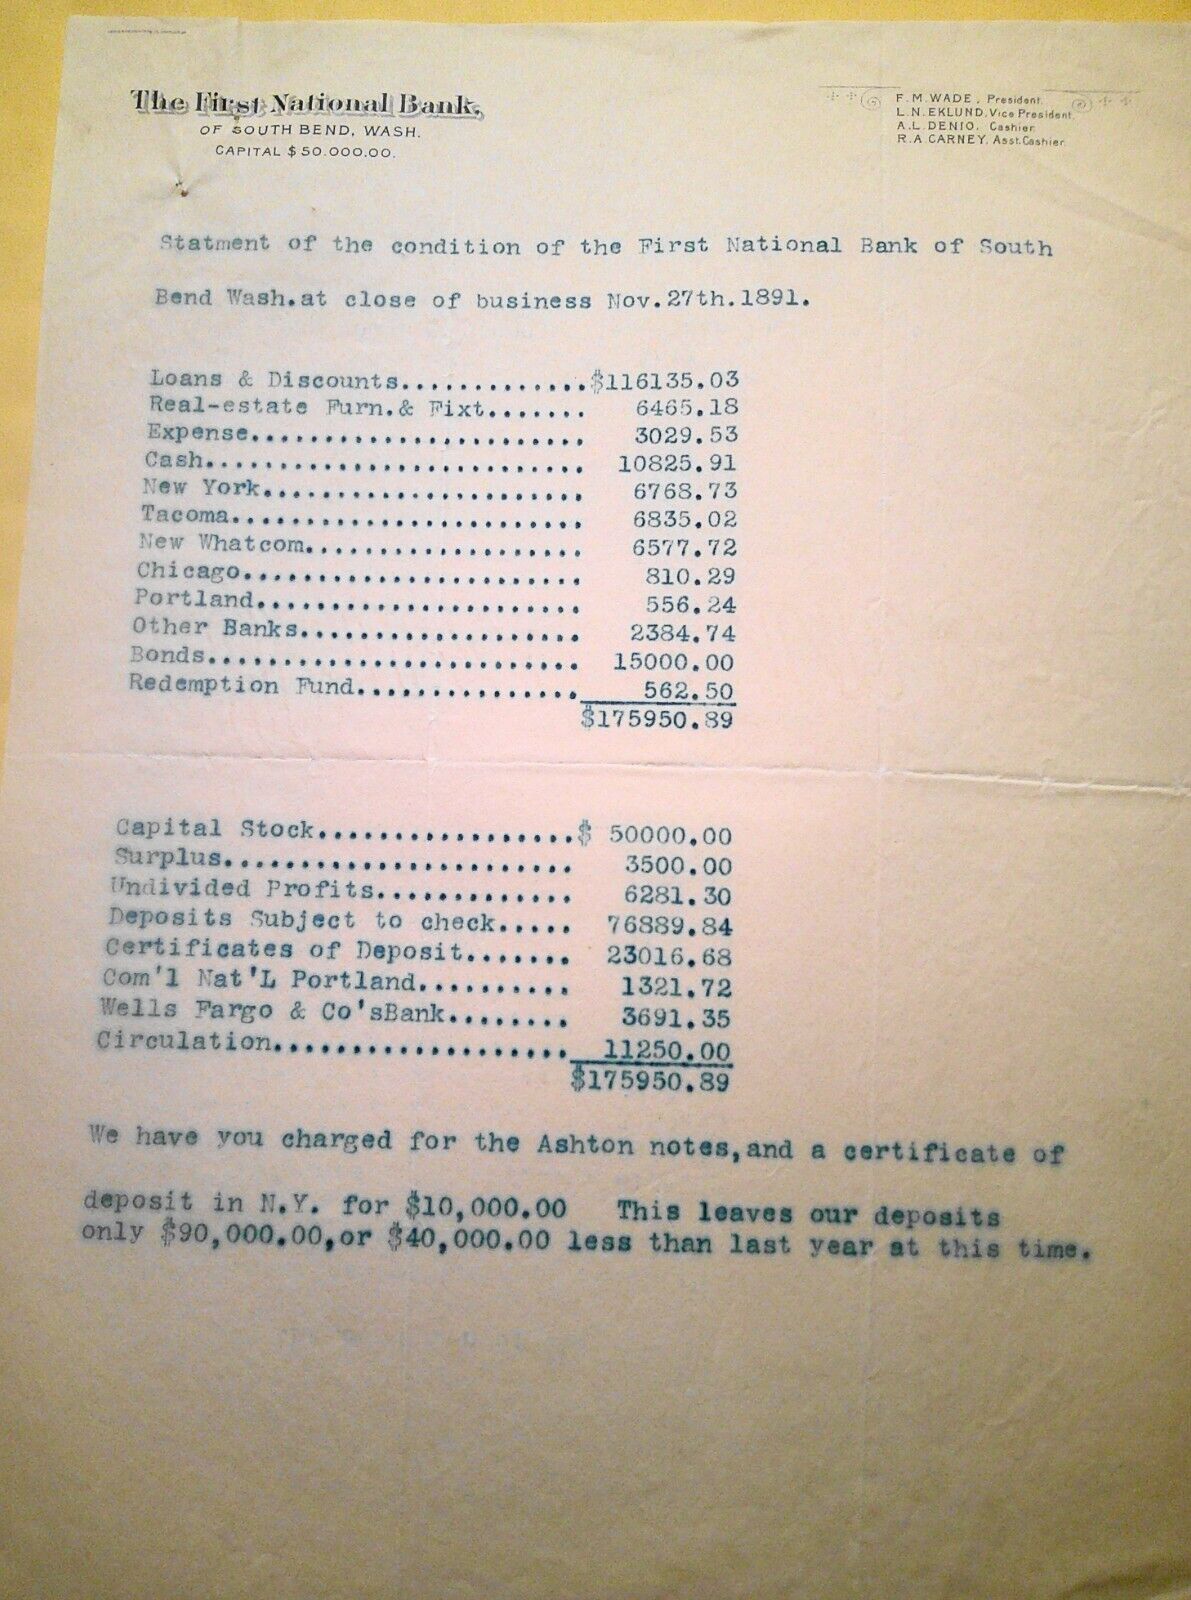 The First National Bank,
OF SOUTH BEND, WASH.
CAPITAL $50.000.00.
F. M. WADE, President.
L. N. EKLUND, Vice President.
A. L. DENIO. Cashier.
R. A. CARNEY, Asst. Cashier.
Statment of the condition of the First National Bank of South
Bend Wash.at close of business Nov.27th.1891.
Loans & Discounts.............$116135.03
Real-estate Furn.& Fixt....... 6465.18
Expense....................... 3029.53
Cash.......................... 10825.91
New York...................... 6768.73
Tacoma........................ 6835.02
New Whatcom................... 6577.72
Chicago....................... 810.29
Portland...................... 556.24
Other Banks................... 2384.74
Bonds......................... 15000.00
Redemption Fund............... 562.50
$175950.89
Capital Stock.................$ 50000.00
Surplus....................... 3500.00
Undivided Profits............. 6281.30
Deposits Subject to check..... 76889.84
Certificates of Deposit....... 23016.68
Com'l Nat'L Portland.......... 1321.72
Wells Fargo & Co'sBank........ 3691.35
Circulation................... 11250.00
$175950.89
We have you charged for the Ashton notes,and a certificate of
deposit in N.Y. for $10,000.00 This leaves our deposits
only $90,000.00,or $40,000.00 less than last year at this time.